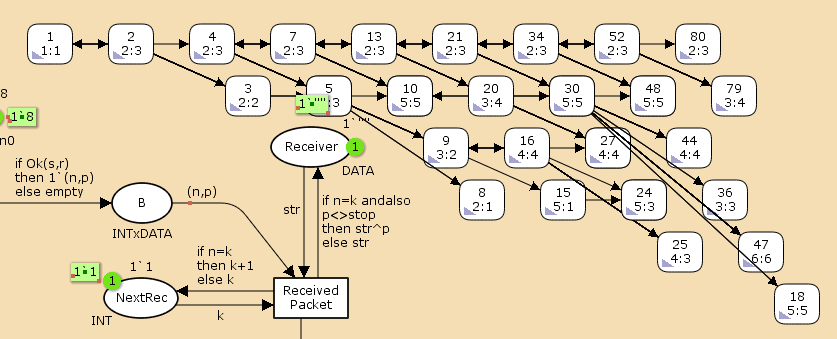 1
1:1
2
2:3
4
2:3
7
2:3
13
2:3
21
2:3
34
2:3
52
2:3
80
2:3
3
2:2
5
:3
10
5:5
20
3:4
30
5:5
48
5:5
79
3:4
9
3:2
16
4:4
27
4:4
44
4:4
8
2:1
15
5:1
24
5:3
36
3:3
25
4:3
47
6:6
18
5:5
8
1`8
n0
if Ok(s,r)
then 1`(n,p)
else empty
B
INTxDATA
(n,p)
1`""
1`""
Receiver
1
DATA
str
if n=k andalso
p<>stop
then str^p
else str
if n=k
then k+1
else k
1`1
1`1
1
NextRec
INT
k
Received
Packet